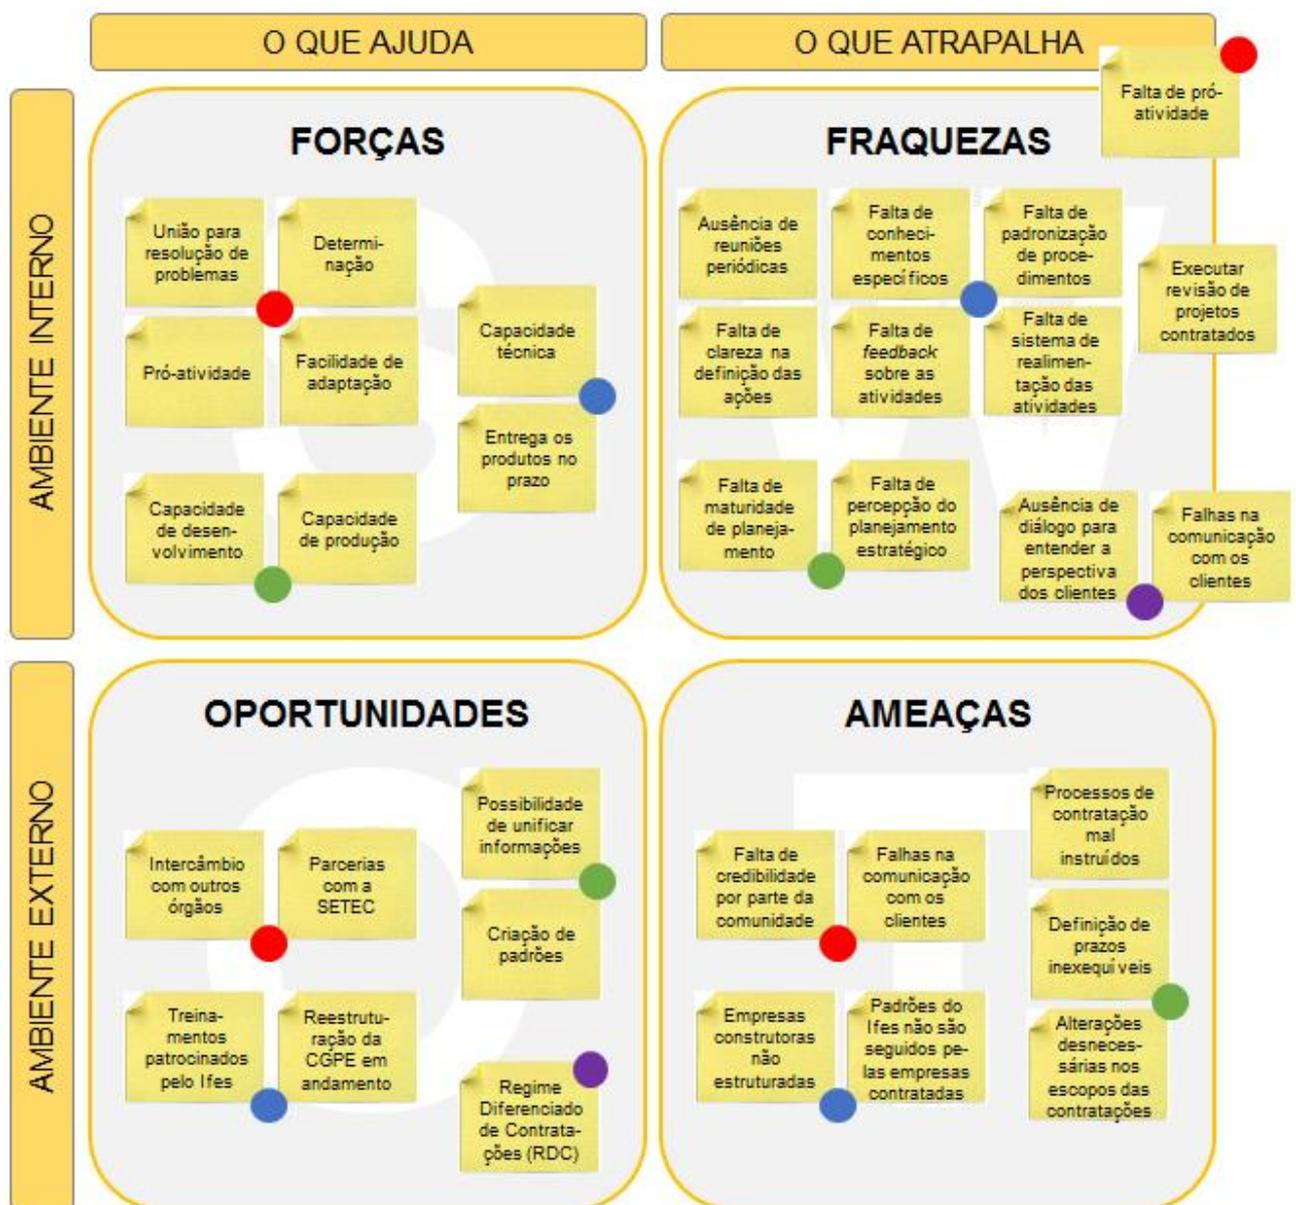 O QUE AJUDA
O QUE ATRAPALHA
AMBIENTE INTERNO
FORÇAS
União para
resolução de
problemas
Determi-
nação
Pró-atividade
Facilidade de
adaptação
Capacidade
técnica
Entrega os
produtos no
prazo
Capacidade
de desen-
volvimento
Capacidade
de produção
S
FRAQUEZAS
Falta de pró-
atividade
Ausência de
reuniões
periódicas
Falta de
conheci-
mentos
específicos
Falta de
padronização
de proce-
dimentos
Executar
revisão de
projetos
contratados
Falta de
clareza na
definição das
ações
Falta de
feedback
sobre as
atividades
Falta de
sistema de
realimen-
tação das
atividades
Falta de
maturidade
de planeja-
mento
Falta de
percepção do
planejamento
estratégico
Ausência de
diálogo para
entender a
perspectiva
dos clientes
Falhas na
comunicação
com os
clientes
W
AMBIENTE EXTERNO
OPORTUNIDADES
Intercâmbio
com outros
órgãos
Parcerias
com a
SETEC
Possibilidade
de unificar
informações
Criação de
padrões
Treina-
mentos
patrocinados
pelo Ifes
Reestrutu-
ração da
CGPE em
andamento
Regime
Diferenciado
de Contrata-
ções (RDC)
O
AMEAÇAS
Falta de
credibilidade
por parte da
comunidade
Falhas na
comunicação
com os
clientes
Processos de
contratação
mal
instruídos
Definição de
prazos
inexequíveis
Empresas
construtoras
não
estruturadas
Padrões do
Ifes não são
seguidos pe-
las empresas
contratadas
Alterações
desneces-
sárias nos
escopos das
contratações
T